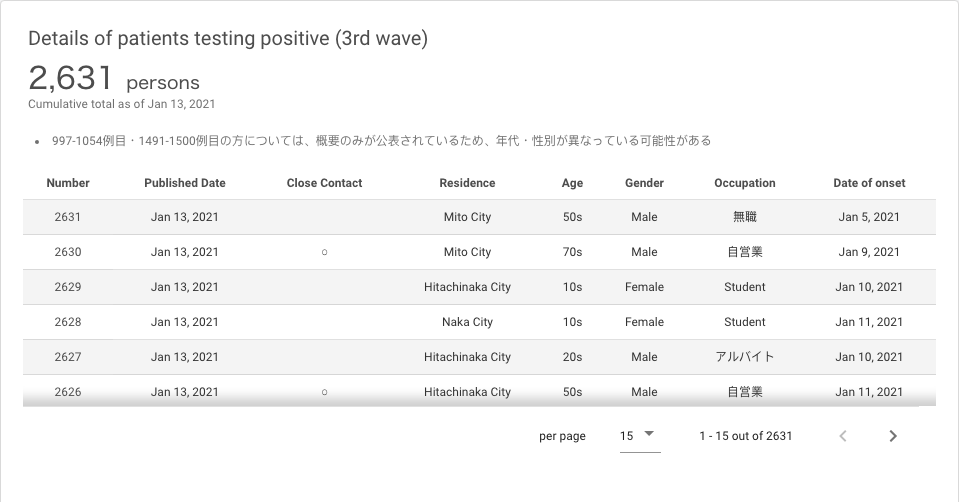 Details of patients testing positive (3rd wave)
2,631 persons
Cumulative total as of Jan 13, 2021
• 997-1054例目・1491-1500例目の方については、概要のみが公表されているため、年代・性別が異なっている可能性がある
Number Published Date Close Contact Residence Age Gender Occupation Date of onset
2631 Jan 13, 2021 Mito City 50s Male 無職 Jan 5, 2021
2630 Jan 13, 2021 ○ Mito City 70s Male 自営業 Jan 9, 2021
2629 Jan 13, 2021 Hitachinaka City 10s Female Student Jan 10, 2021
2628 Jan 13, 2021 Naka City 10s Female Student Jan 11, 2021
2627 Jan 13, 2021 Hitachinaka City 20s Male アルバイト Jan 10, 2021
2626 Jan 13, 2021 ○ Hitachinaka City 50s Male 自営業 Jan 11, 2021
per page 15 1 - 15 out of 2631